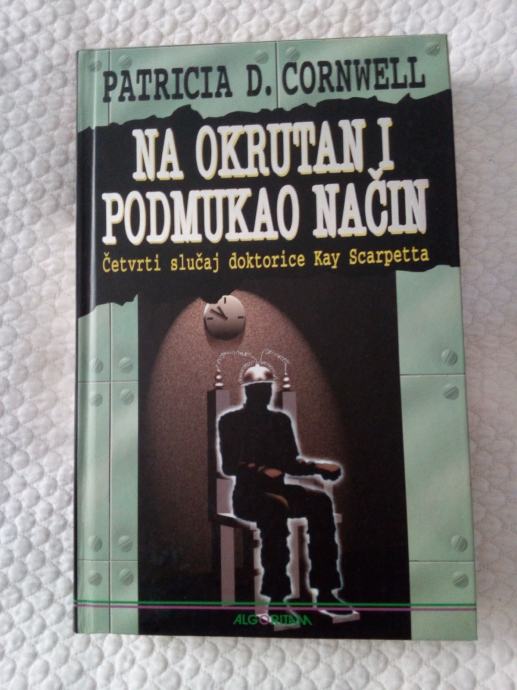 PATRICIA D. CORNWELL
NA OKRUTAN I
PODMUKAO NAČIN
Četvrti slučaj doktorice Kay Scarpetta
ALGORITAM